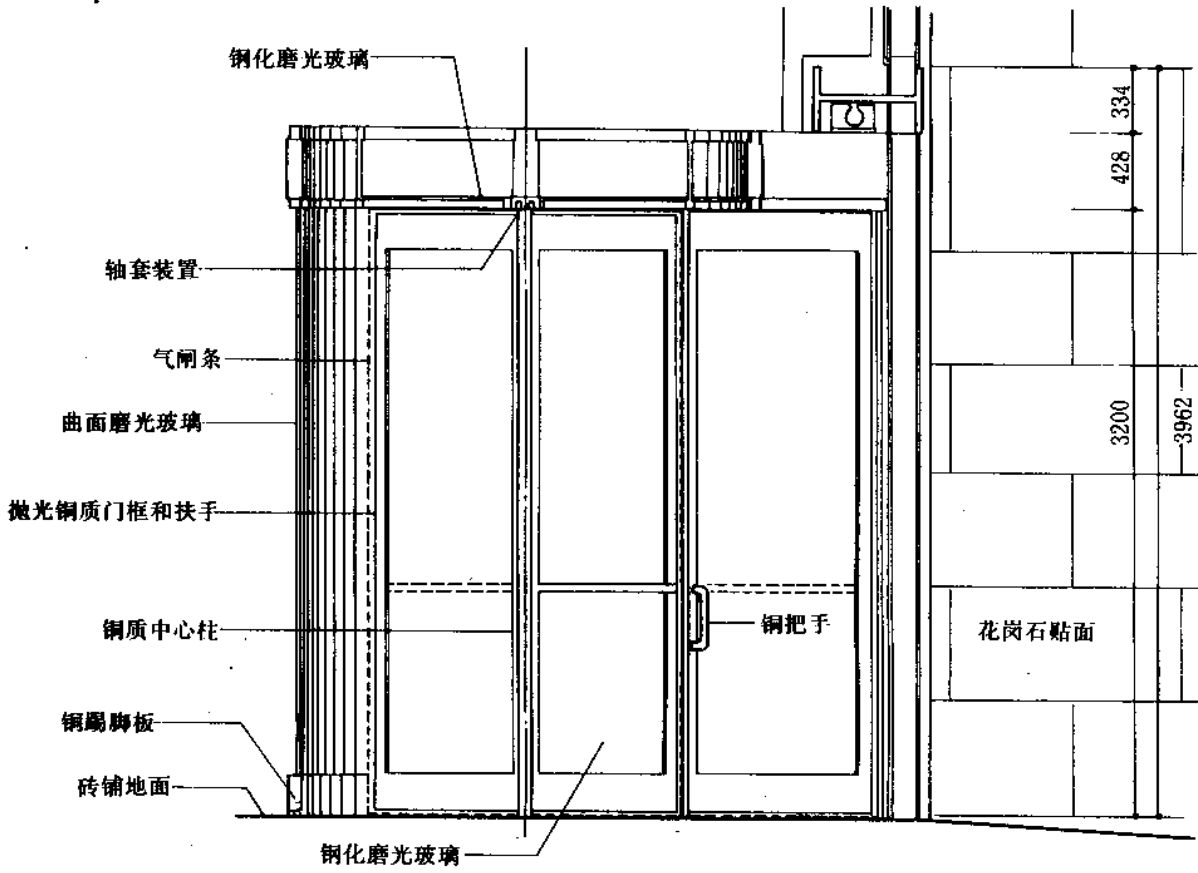 钢化磨光玻璃
334
428
轴套装置
气闸条
曲面磨光玻璃
3200
3962
抛光铜质门框和扶手
铜质中心柱
铜把手
花岗石贴面
铜踢脚板
砖铺地面
钢化磨光玻璃